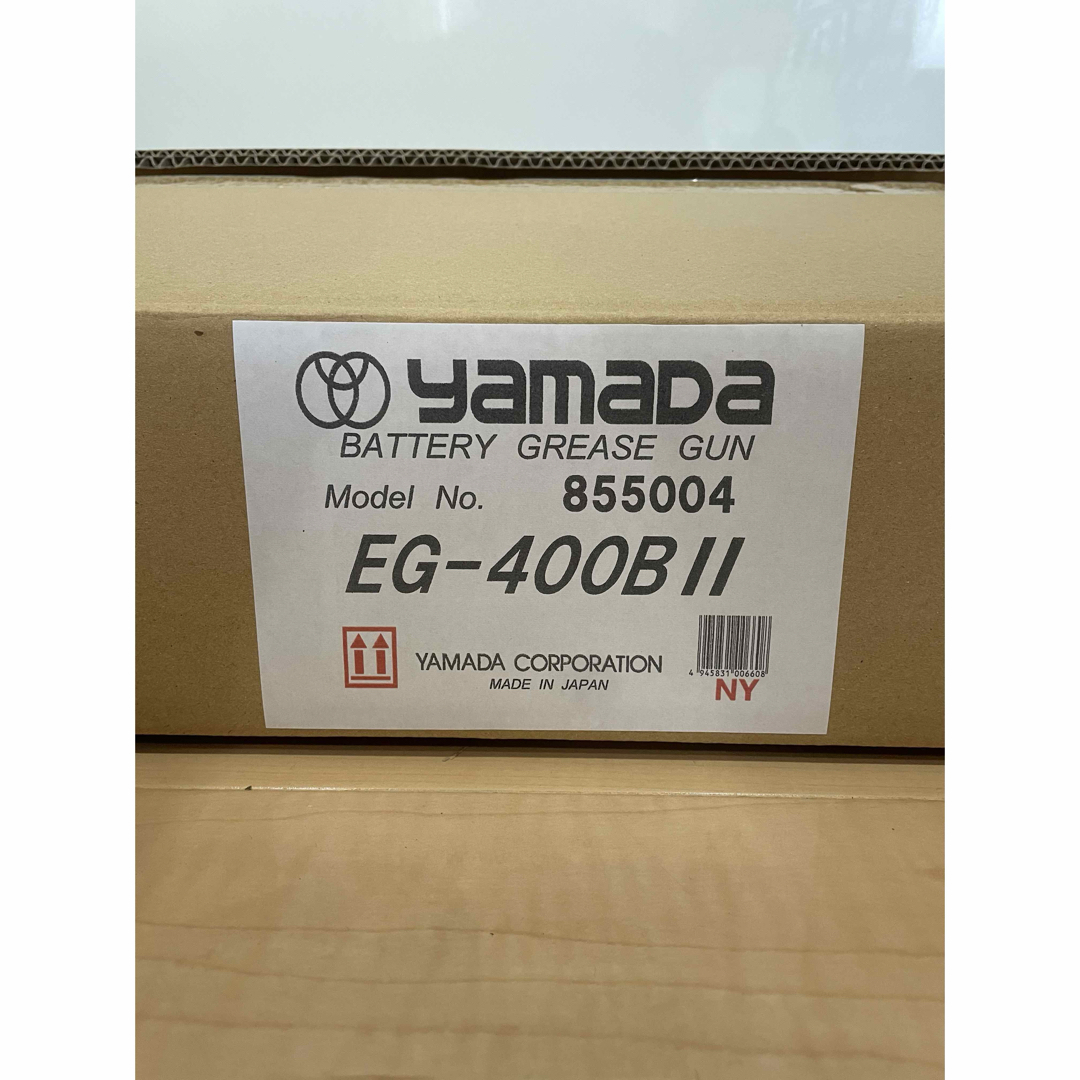 yamaDa
BATTERY GREASE GUN
Model No. 855004
EG-400BII
YAMADA CORPORATION
MADE IN JAPAN
4 945831 006608
NY